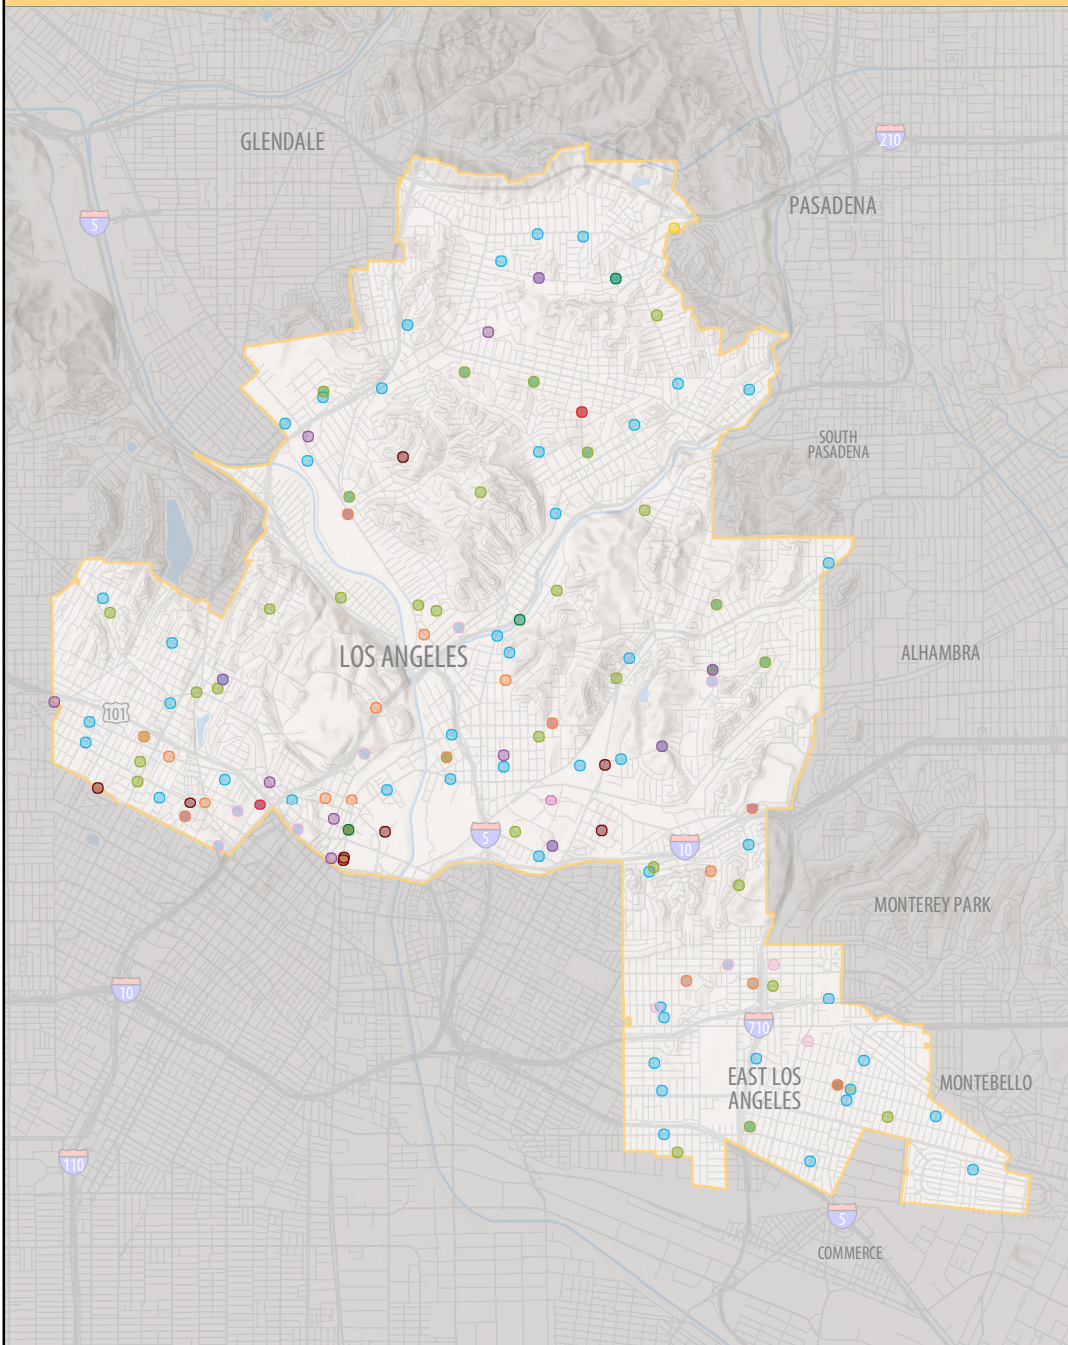 GLENDALE
210
PASADENA
5
SOUTH
PASADENA
LOS ANGELES
ALHAMBRA
101
5
10
MONTEREY PARK
10
710
EAST LOS
ANGELES
MONTEBELLO
110
5
COMMERCE